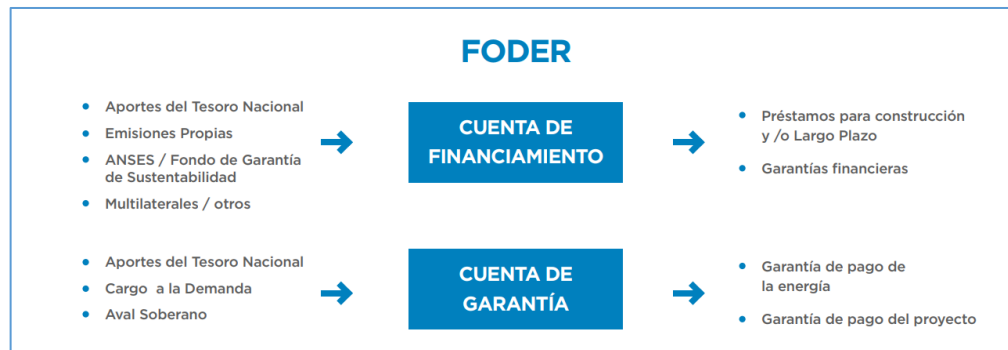 FODER
• Aportes del Tesoro Nacional
• Emisiones Propias
• ANSES / Fondo de Garantía
de Sustentabilidad
• Multilaterales / otros
CUENTA DE
FINANCIAMIENTO
• Préstamos para construcción
y /o Largo Plazo
• Garantías financieras
• Aportes del Tesoro Nacional
• Cargo a la Demanda
• Aval Soberano
CUENTA DE
GARANTÍA
• Garantía de pago de
la energía
• Garantía de pago del proyecto